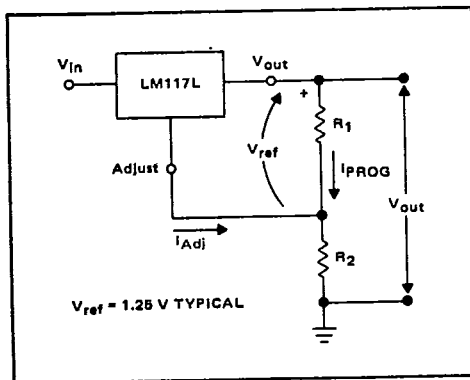 Vin
LM117L
Vout
+
R1
Vref
Adjust
IPROG
Vout
IAdj
R2
Vref = 1.25 V TYPICAL